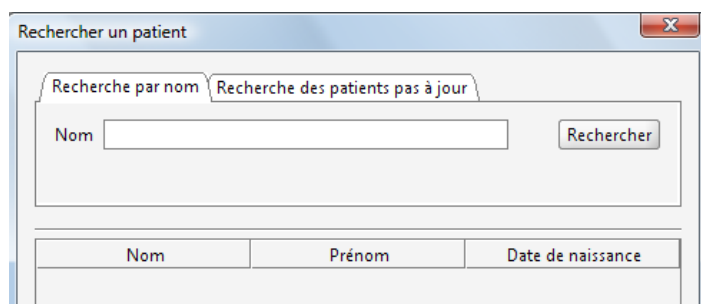 Rechercher un patient
Recherche par nom Recherche des patients pas à jour
Nom Rechercher
Nom Prénom Date de naissance